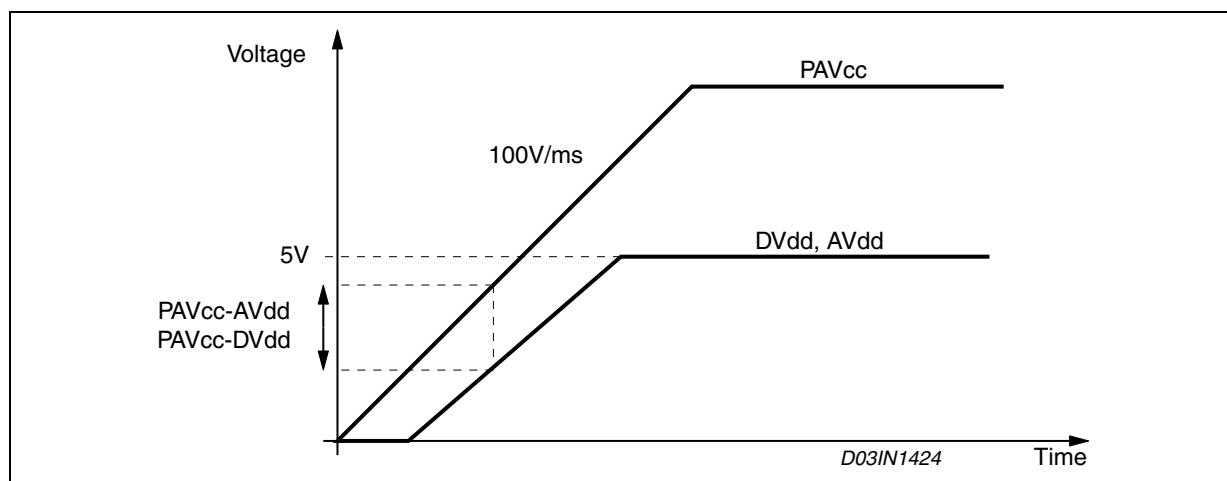 Voltage
PAVcc
100V/ms
5V
DVdd, AVdd
PAVcc-AVdd
PAVcc-DVdd
D03IN1424
Time